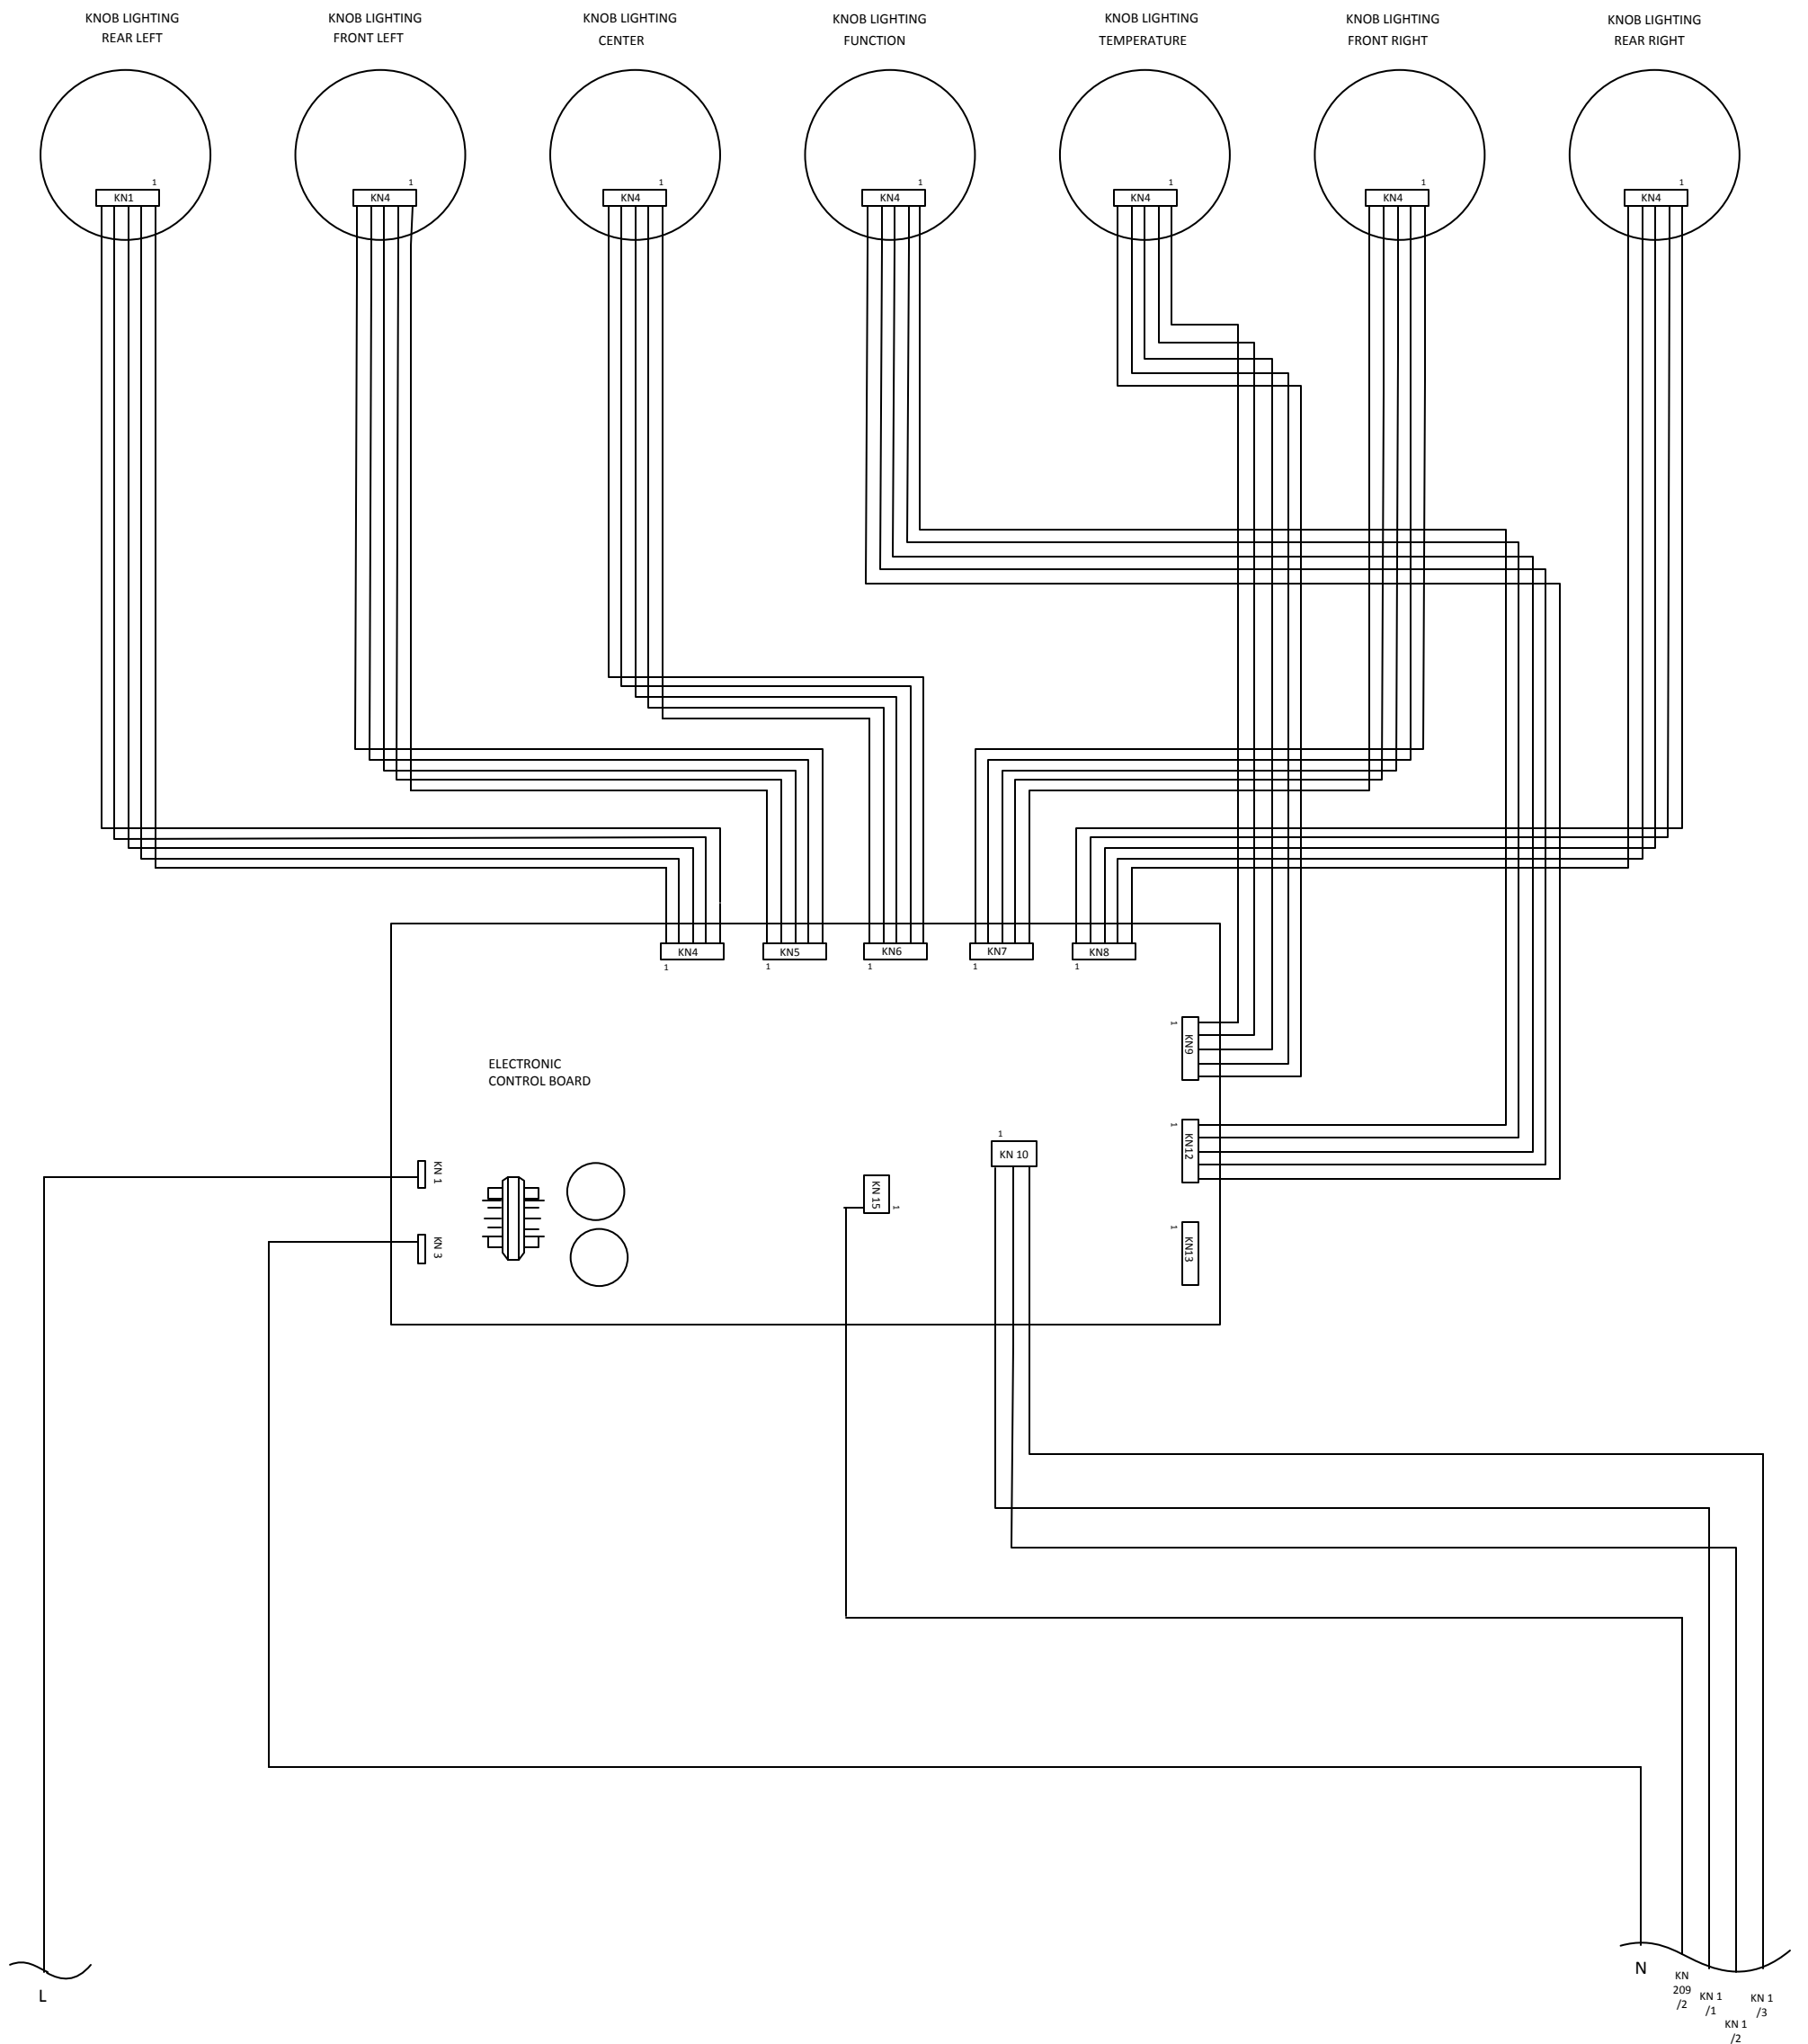 KNOB LIGHTING
REAR LEFT
KNOB LIGHTING
FRONT LEFT
KNOB LIGHTING
CENTER
KNOB LIGHTING
FUNCTION
KNOB LIGHTING
TEMPERATURE
KNOB LIGHTING
FRONT RIGHT
KNOB LIGHTING
REAR RIGHT
1
KN1
1
KN4
1
KN4
1
KN4
1
KN4
1
KN4
1
KN4
KN4
1
KN5
1
KN6
1
KN7
1
KN8
1
1
KN9
ELECTRONIC
CONTROL BOARD
1
KN12
1
KN 10
KN 1
KN 15
1
KN 3
1
KN13
L
N
KN
209
/2
KN 1
/1
KN 1
/2
KN 1
/3